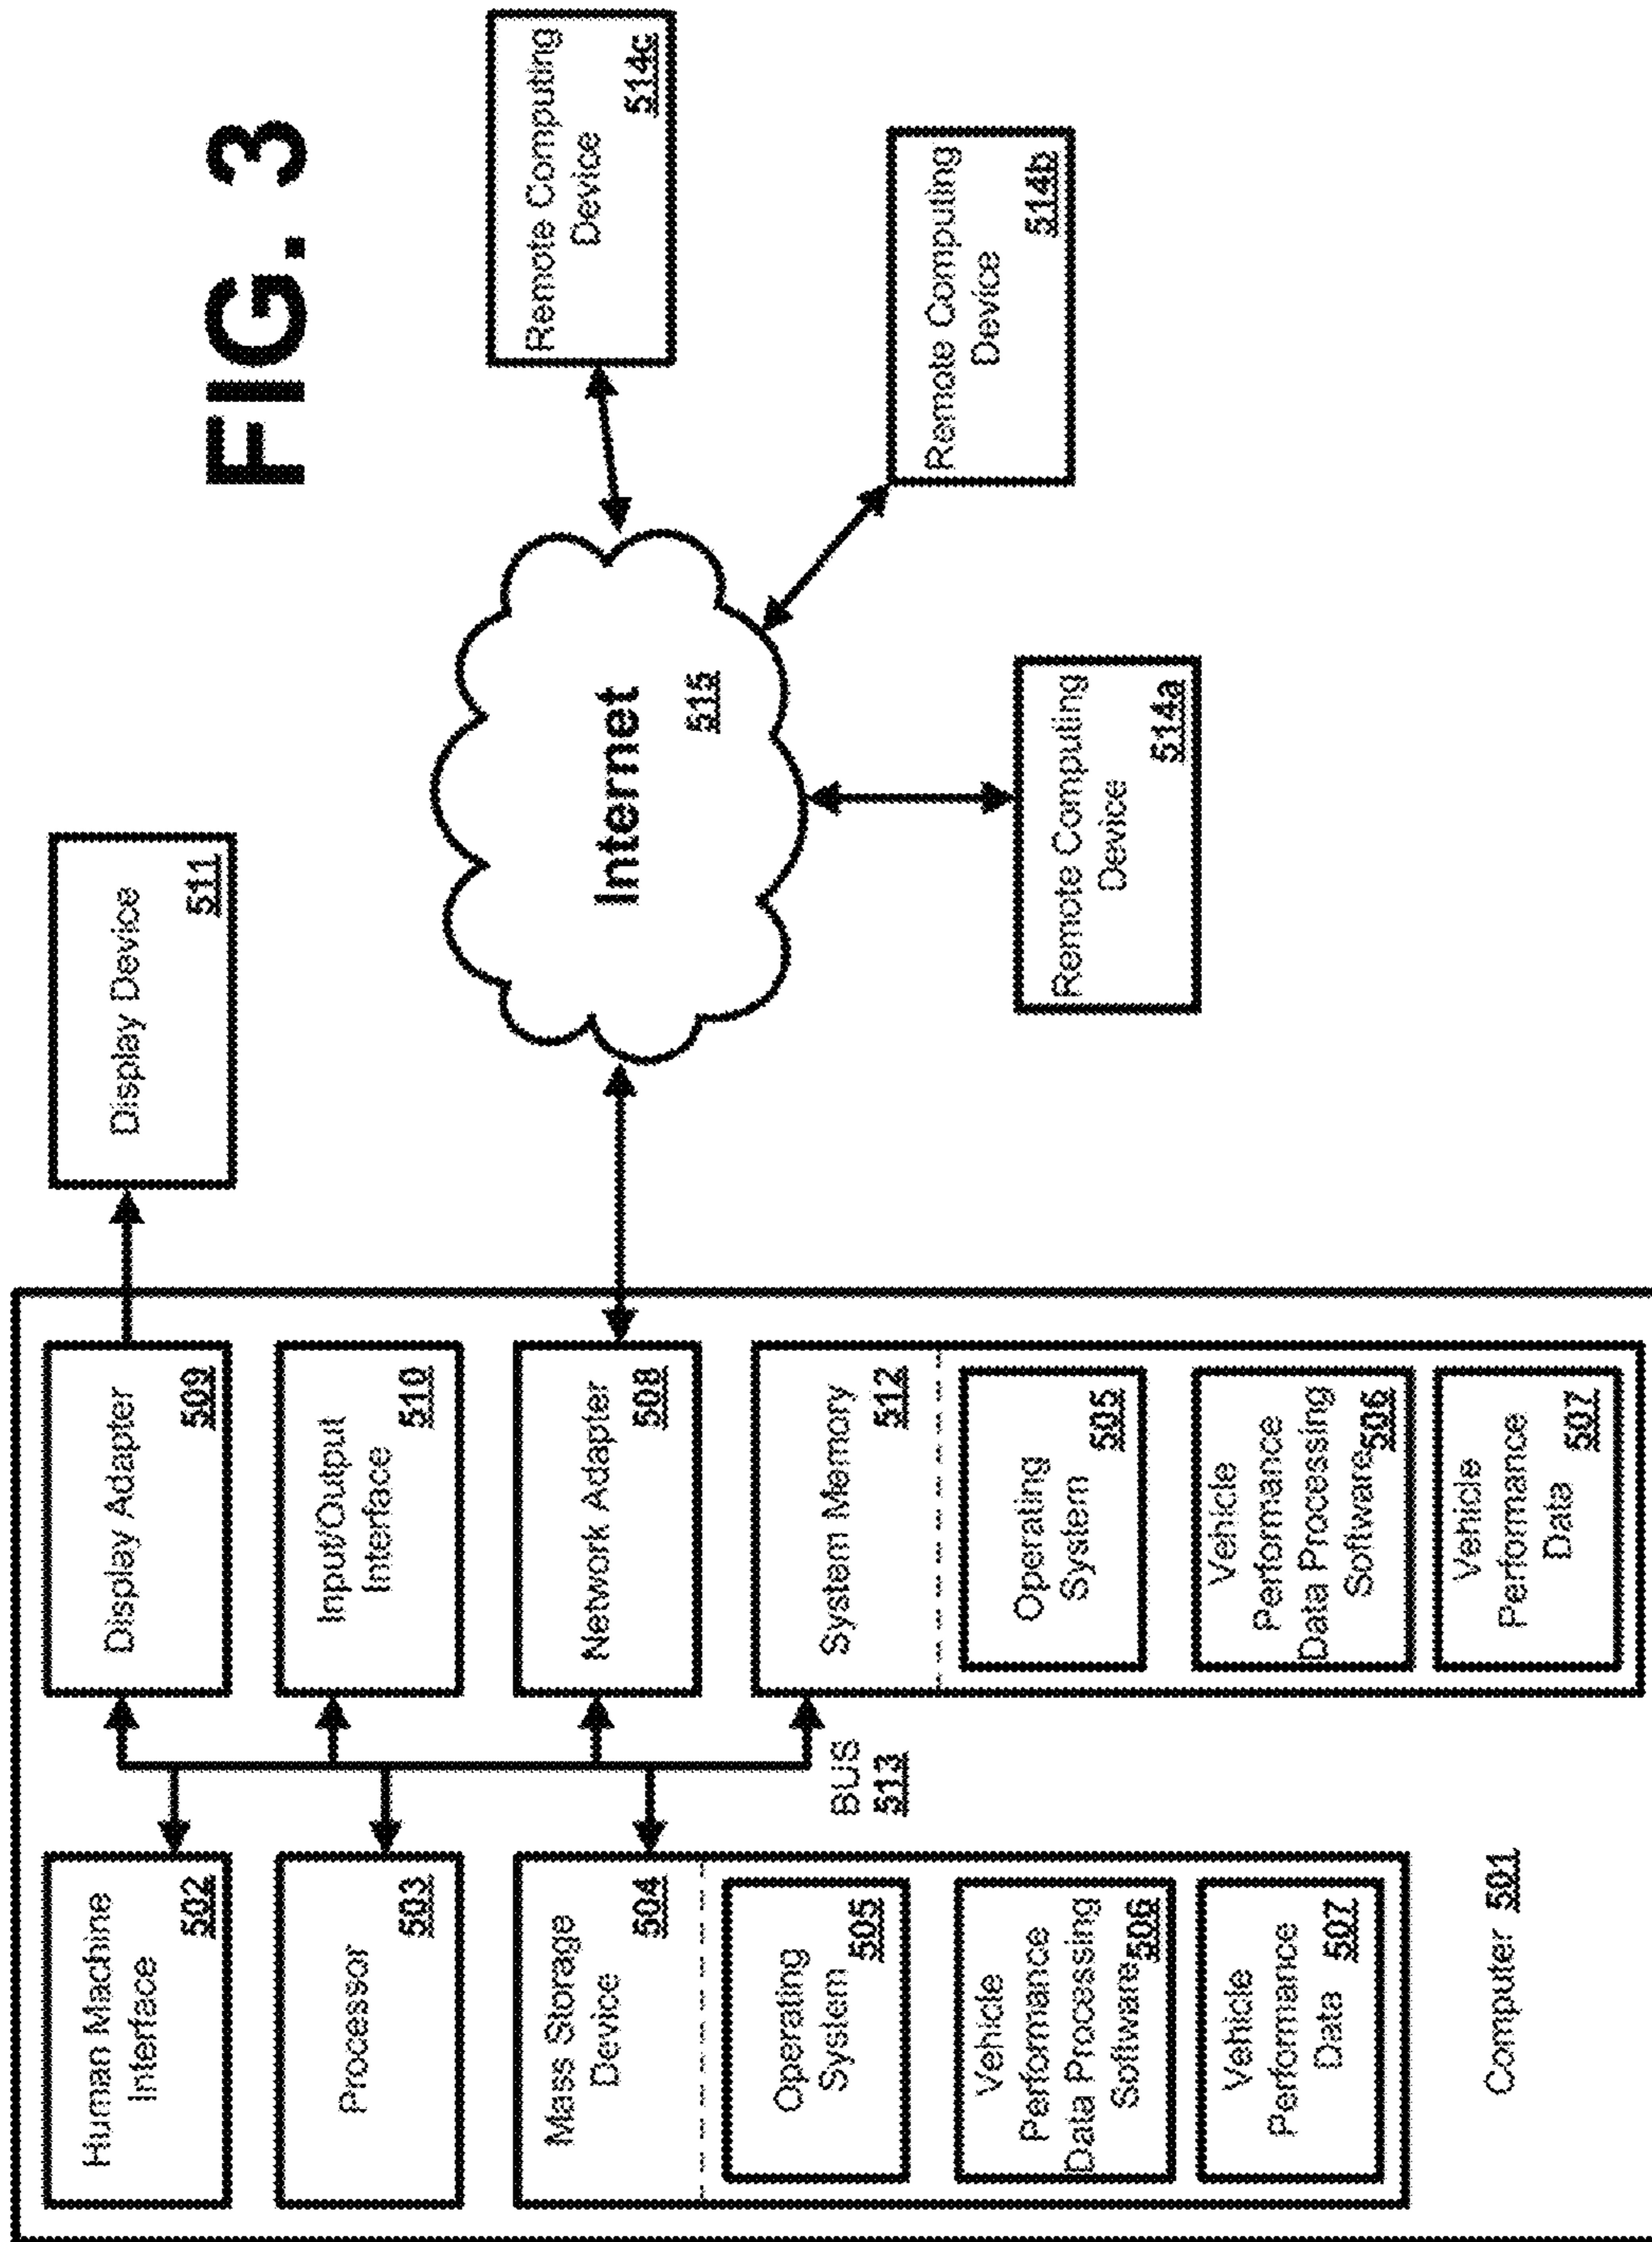 FIG. 3
Human Machine
Interface
502
Processor
503
Mass Storage
Device
504
Operating
System
505
Vehicle
Performance
Data Processing
Software 506
Vehicle
Performance
Data 507
Computer 501
BUS
513
Display Adapter
509
Input/Output
Interface
510
Network Adapter
508
System Memory
512
Operating
System
505
Vehicle
Performance
Data Processing
Software 506
Vehicle
Performance
Data
507
Display Device
511
Internet
515
Remote Computing
Device
514a
Remote Computing
Device
514b
Remote Computing
Device
514c